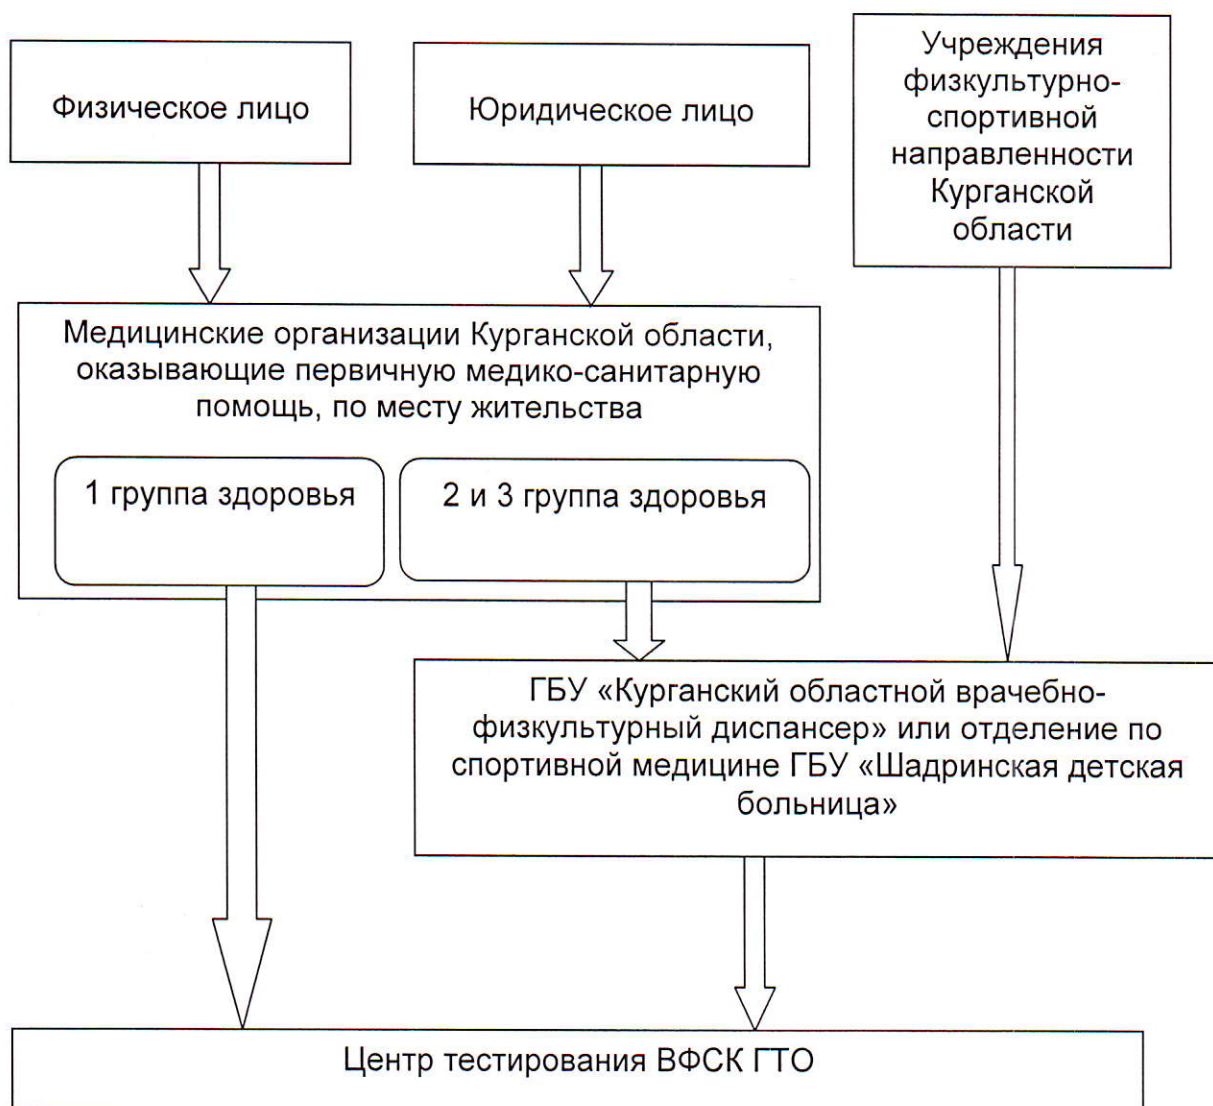 Физическое лицо
Юридическое лицо
Учреждения
физкультурно-
спортивной
направленности
Курганской
области
Медицинские организации Курганской области,
оказывающие первичную медико-санитарную
помощь, по месту жительства
1 группа здоровья
2 и 3 группа здоровья
ГБУ «Курганский областной врачебно-
физкультурный диспансер» или отделение по
спортивной медицине ГБУ «Шадринская детская
больница»
Центр тестирования ВФСК ГТО